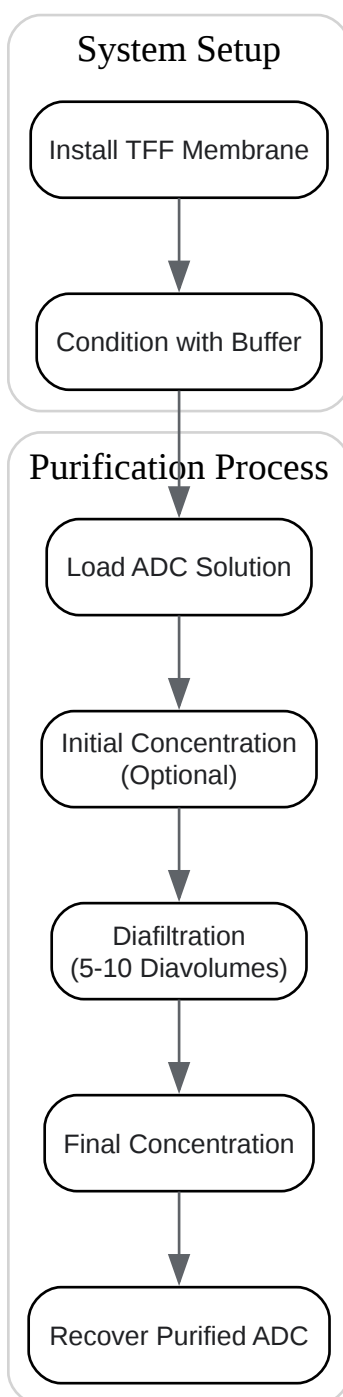 System Setup
Install TFF Membrane
Condition with Buffer
Purification Process
Load ADC Solution
Initial Concentration
(Optional)
Diafiltration
(5-10 Diavolumes)
Final Concentration
Recover Purified ADC